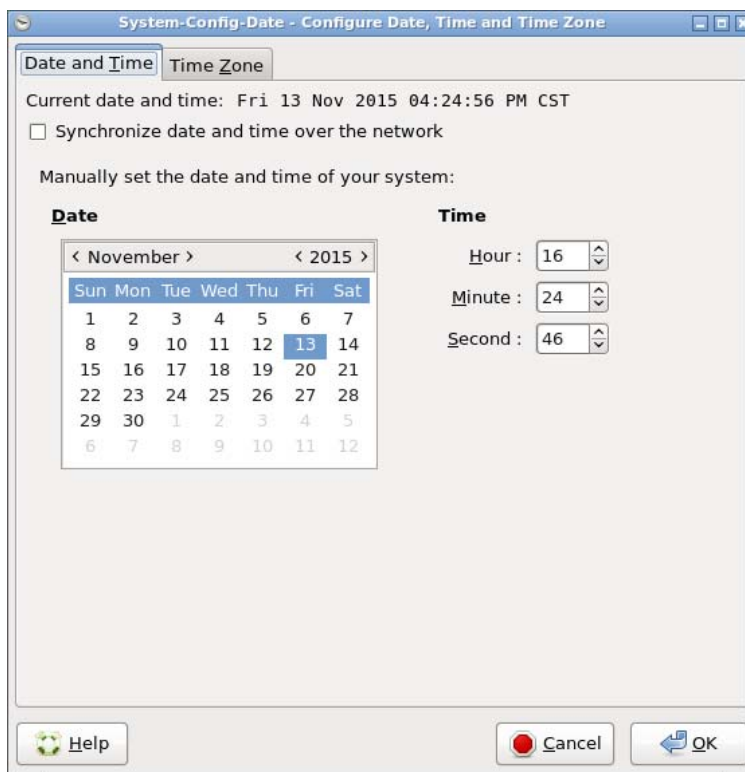 System-Config-Date - Configure Date, Time and Time Zone
Date and Time Time Zone
Current date and time: Fri 13 Nov 2015 04:24:56 PM CST
Synchronize date and time over the network
Manually set the date and time of your system:
Date Time
< November > < 2015 > Hour : 16
Sun Mon Tue Wed Thu Fri Sat
Minute : 24
1 2 3 4 5 6 7
8 9 10 11 12 13 14 Second : 46
15 16 17 18 19 20 21
22 23 24 25 26 27 28
29 30 1 2 3 4 5
6 7 8 9 10 11 12
Help Cancel OK